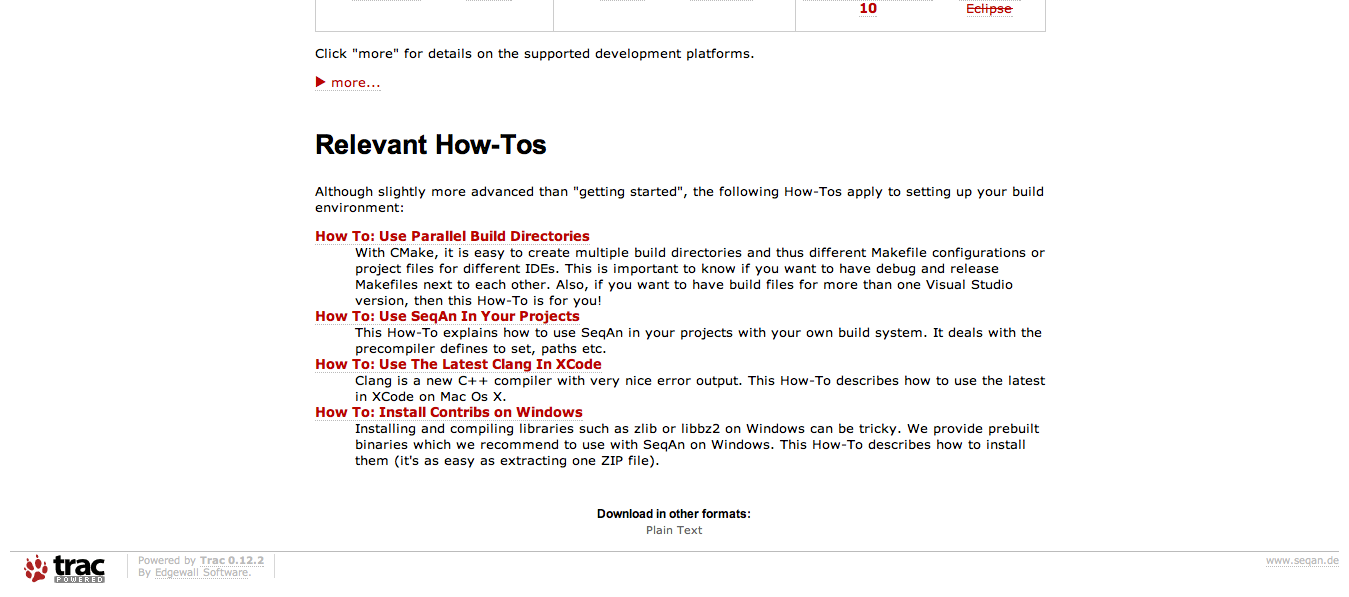 10 Eclipse
Click "more" for details on the supported development platforms.
more...
Relevant How-Tos
Although slightly more advanced than "getting started", the following How-Tos apply to setting up your build
environment:
How To: Use Parallel Build Directories
With CMake, it is easy to create multiple build directories and thus different Makefile configurations or
project files for different IDEs. This is important to know if you want to have debug and release
Makefiles next to each other. Also, if you want to have build files for more than one Visual Studio
version, then this How-To is for you!
How To: Use SeqAn In Your Projects
This How-To explains how to use SeqAn in your projects with your own build system. It deals with the
precompiler defines to set, paths etc.
How To: Use The Latest Clang In XCode
Clang is a new C++ compiler with very nice error output. This How-To describes how to use the latest
in XCode on Mac Os X.
How To: Install Contribs on Windows
Installing and compiling libraries such as zlib or libbz2 on Windows can be tricky. We provide prebuilt
binaries which we recommend to use with SeqAn on Windows. This How-To describes how to install
them (it's as easy as extracting one ZIP file).
Download in other formats:
Plain Text
trac
POWERED
Powered by Trac 0.12.2
By Edgewall Software.
www.seqan.de